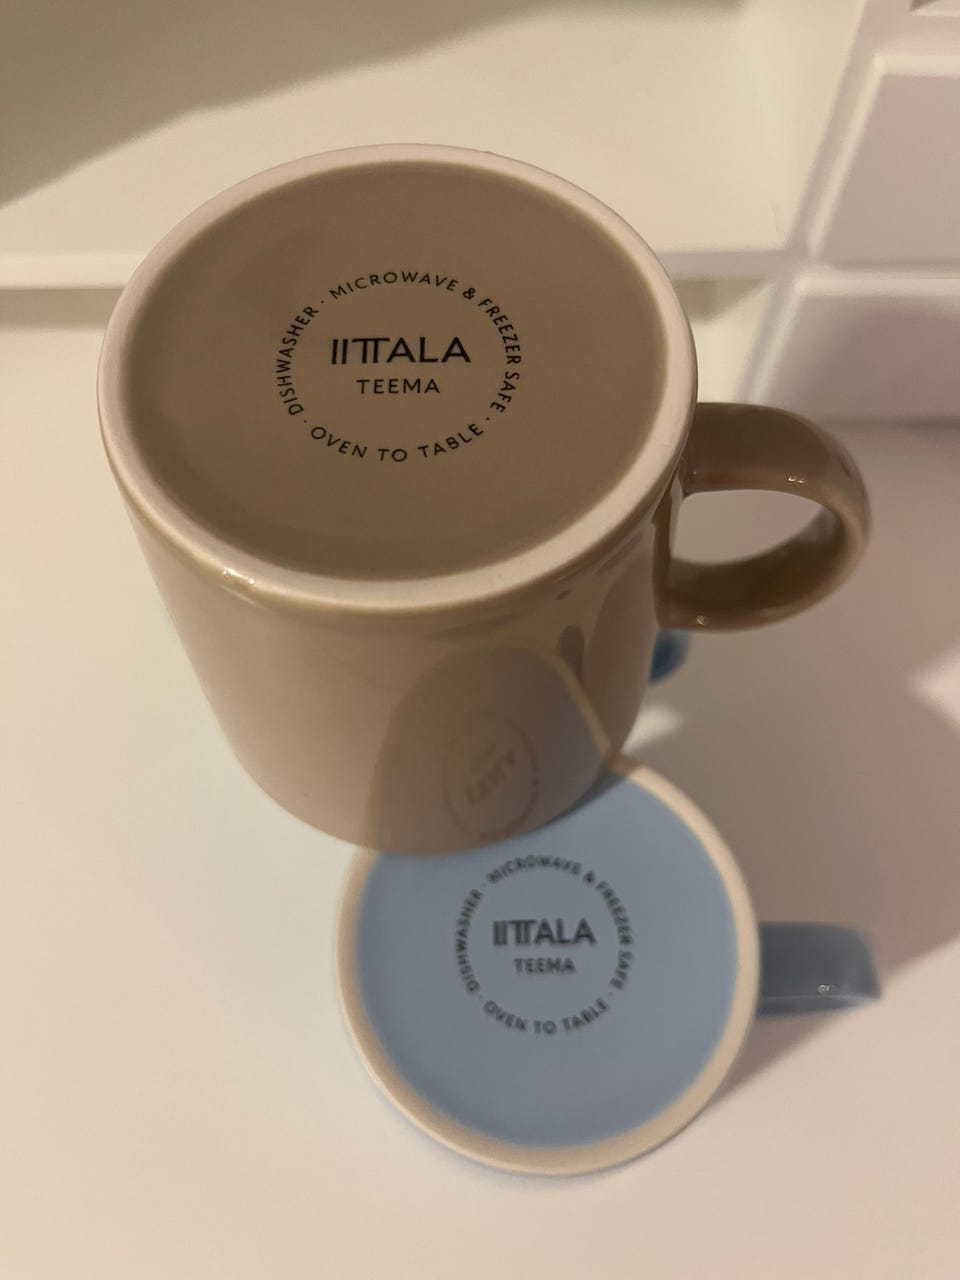 DISHWASHER · MICROWAVE & FREEZER SAFE · OVEN TO TABLE ·
IITTALA
TEEMA
DISHWASHER · MICROWAVE & FREEZER SAFE · OVEN TO TABLE ·
IITTALA
TEEMA